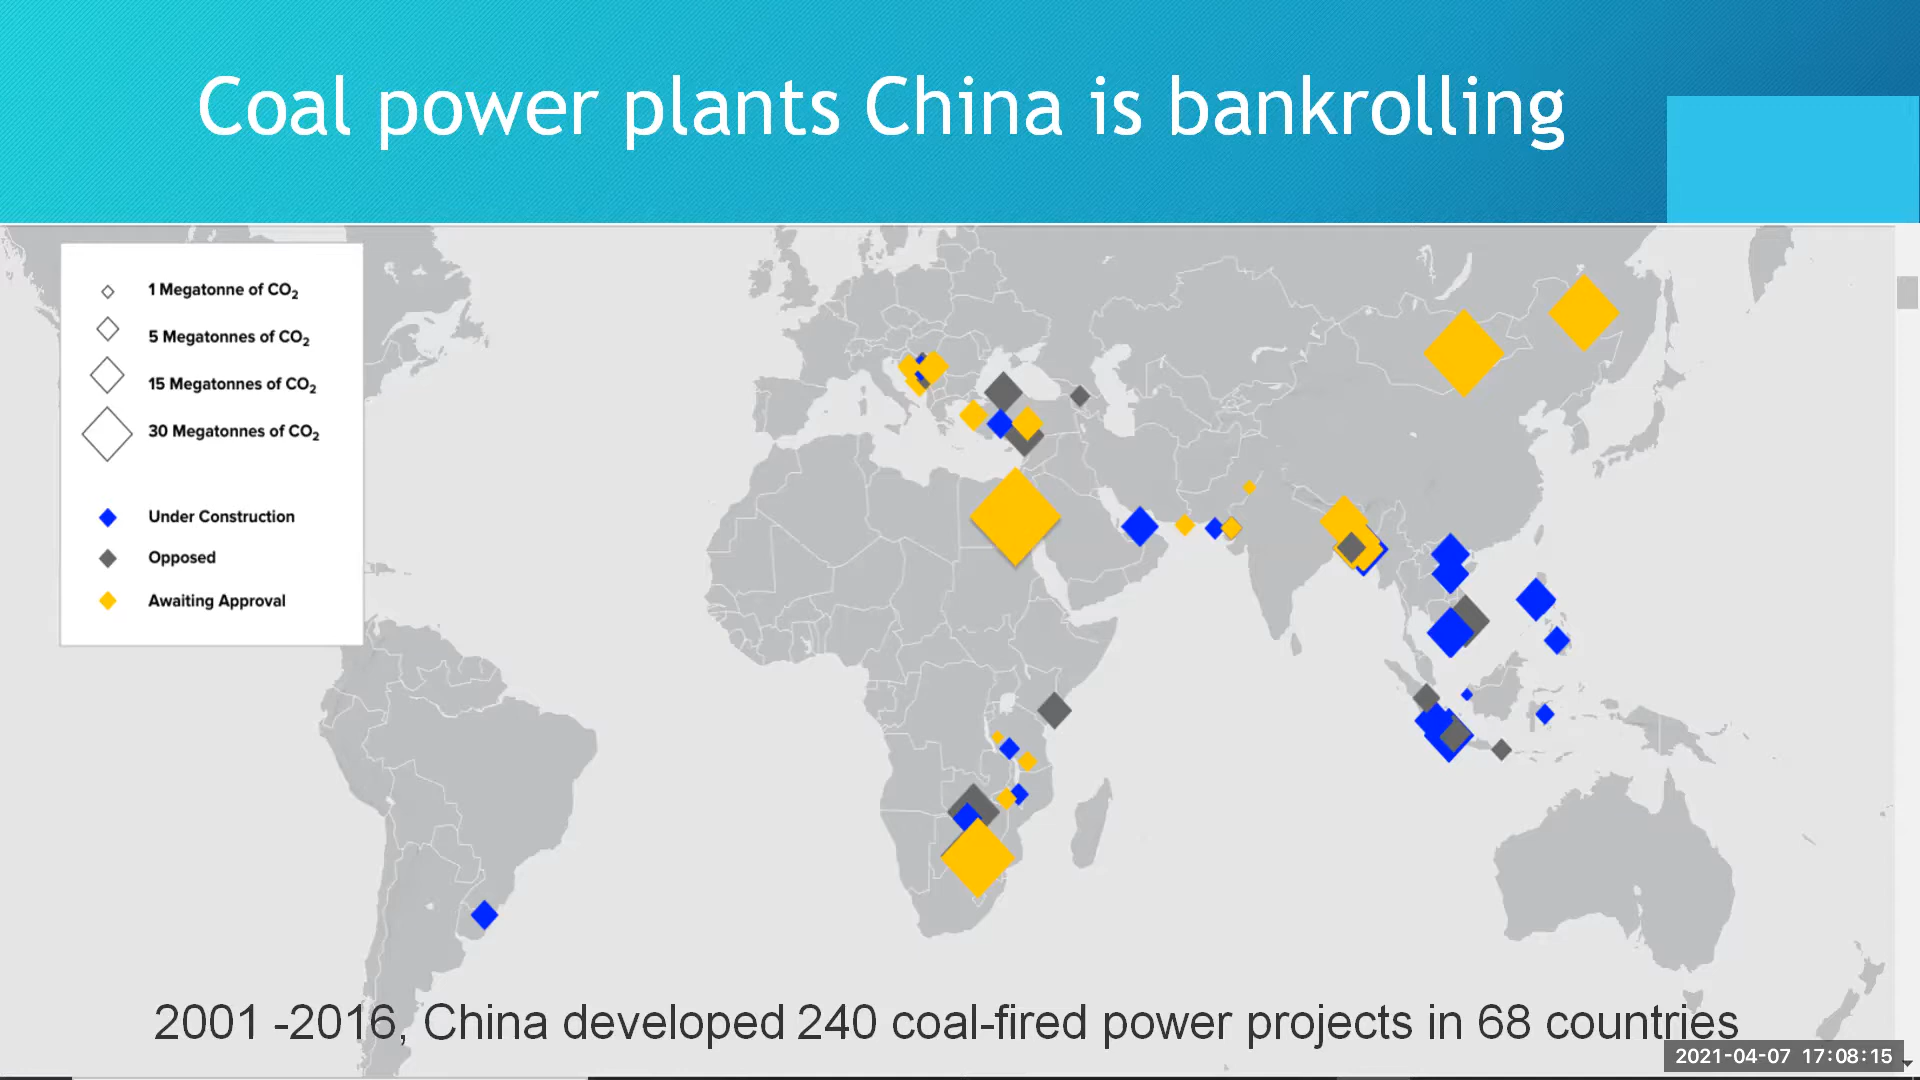 Coal power plants China is bankrolling
1 Megatonne of CO2
5 Megatonnes of CO2
15 Megatonnes of CO2
30 Megatonnes of CO2
Under Construction
Opposed
Awaiting Approval
2001 -2016, China developed 240 coal-fired power projects in 68 countries
2021-04-07 17:08:15